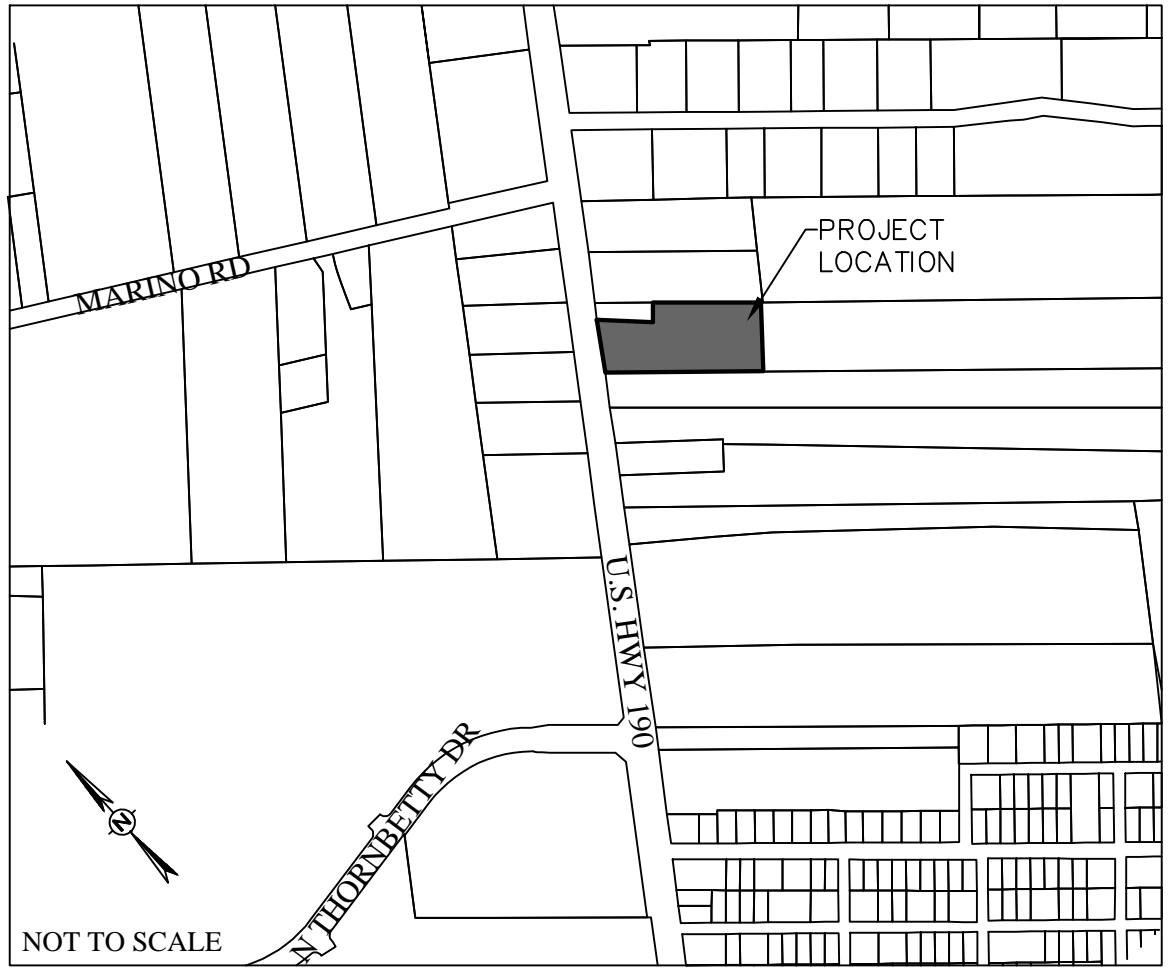 PROJECT
LOCATION
MARINO RD
U.S. HWY 190
N THORNBETTY DR
N
NOT TO SCALE